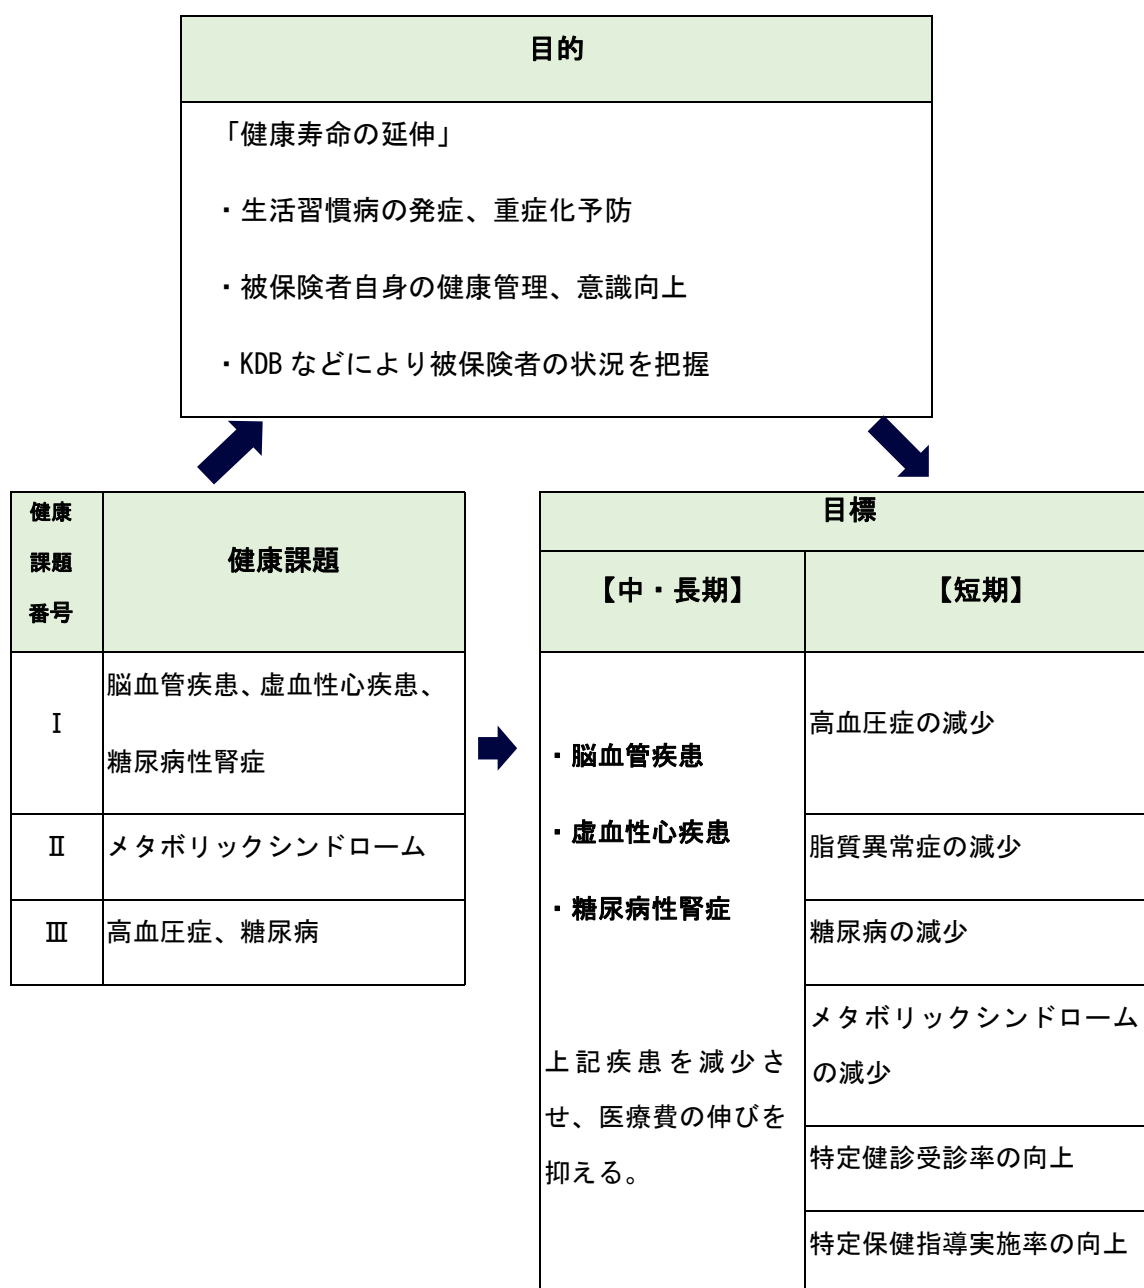 目的
「健康寿命の延伸」
・生活習慣病の発症、重症化予防
・被保険者自身の健康管理、意識向上
・KDB などにより被保険者の状況を把握
健康
課題
番号
健康課題
Ⅰ
脳血管疾患、虚血性心疾患、
糖尿病性腎症
Ⅱ
メタボリックシンドローム
Ⅲ
高血圧症、糖尿病
目標
【中・長期】
【短期】
・脳血管疾患
・虚血性心疾患
・糖尿病性腎症
上記疾患を減少さ
せ、医療費の伸びを
抑える。
高血圧症の減少
脂質異常症の減少
糖尿病の減少
メタボリックシンドローム
の減少
特定健診受診率の向上
特定保健指導実施率の向上